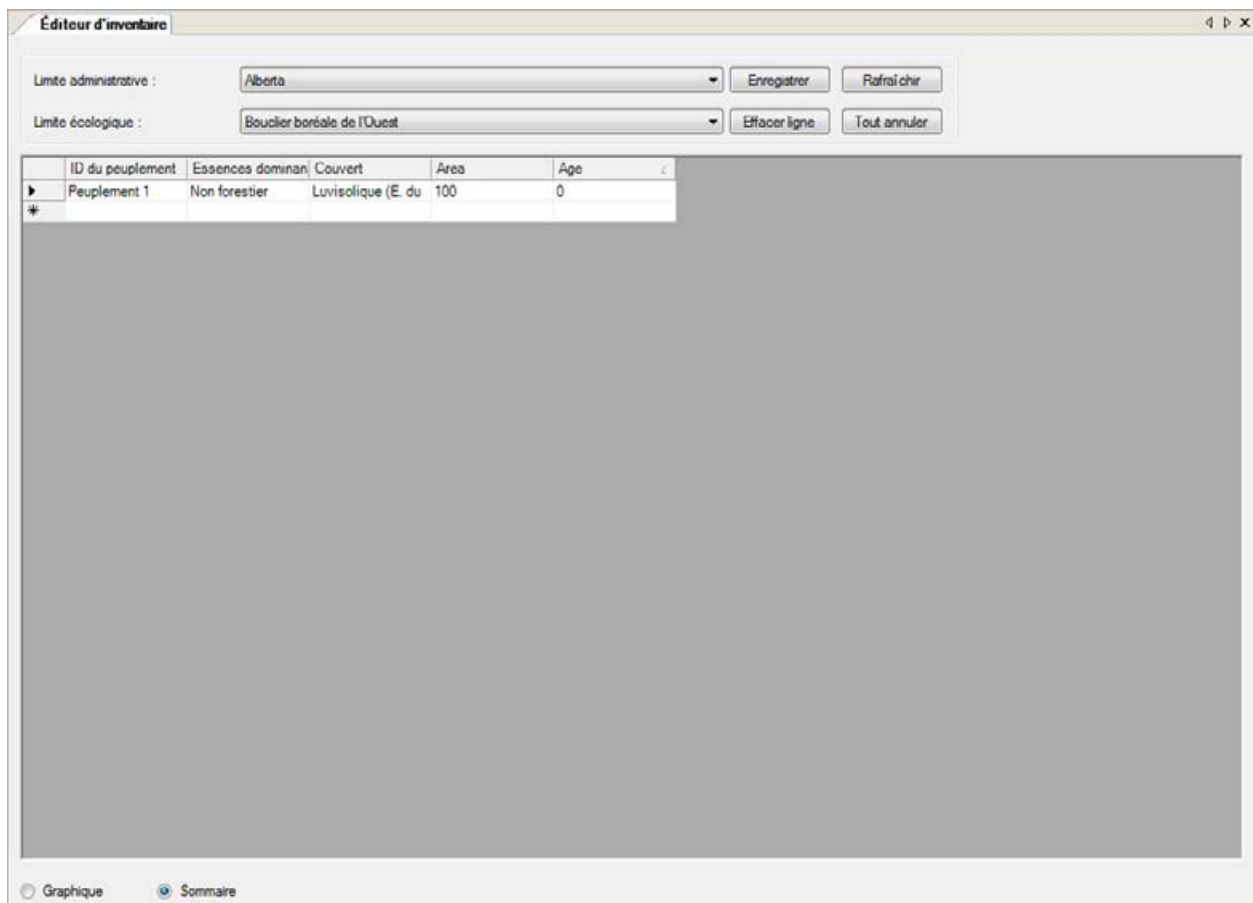 Éditeur d'inventaire
Limite administrative : Alberta Enregistrer Rafraîchir
Limite écologique : Bouclier boréale de l'Ouest Effacer ligne Tout annuler
ID du peuplement Essences dominan Couvert Area Age
Peuplement 1 Non forestier Luvisolique (E. du 100 0
Graphique Sommaire